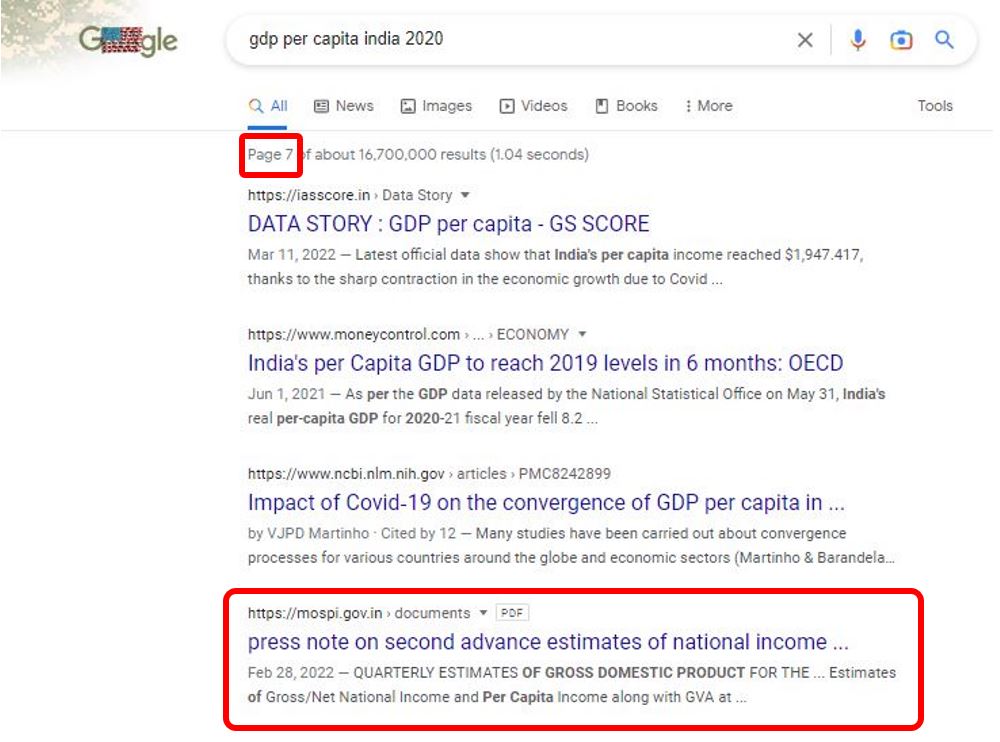 Google
gdp per capita india 2020
All News Images Videos Books More Tools
Page 7 of about 16,700,000 results (1.04 seconds)
https://iasscore.in › Data Story
DATA STORY : GDP per capita - GS SCORE
Mar 11, 2022 — Latest official data show that India's per capita income reached $1,947.417,
thanks to the sharp contraction in the economic growth due to Covid ...
https://www.moneycontrol.com › ... › ECONOMY
India's per Capita GDP to reach 2019 levels in 6 months: OECD
Jun 1, 2021 — As per the GDP data released by the National Statistical Office on May 31, India's
real per-capita GDP for 2020-21 fiscal year fell 8.2 ...
https://www.ncbi.nlm.nih.gov › articles › PMC8242899
Impact of Covid-19 on the convergence of GDP per capita in ...
by VJPD Martinho · Cited by 12 — Many studies have been carried out about convergence
processes for various countries around the globe and economic sectors (Martinho & Barandela...
https://mospi.gov.in › documents PDF
press note on second advance estimates of national income ...
Feb 28, 2022 — QUARTERLY ESTIMATES OF GROSS DOMESTIC PRODUCT FOR THE ... Estimates
of Gross/Net National Income and Per Capita Income along with GVA at ...